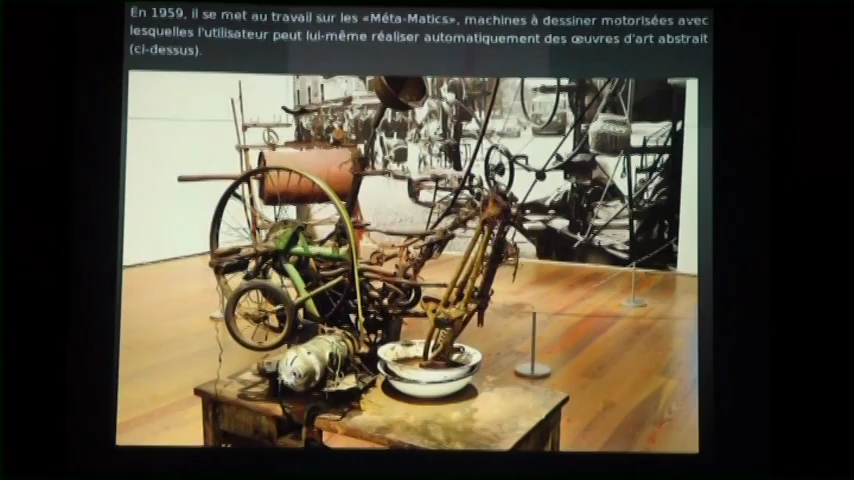 En 1959, il se met au travail sur les «Méta-Matics», machines à dessiner motorisées avec
lesquelles l'utilisateur peut lui-même réaliser automatiquement des œuvres d'art abstrait
(ci-dessus).